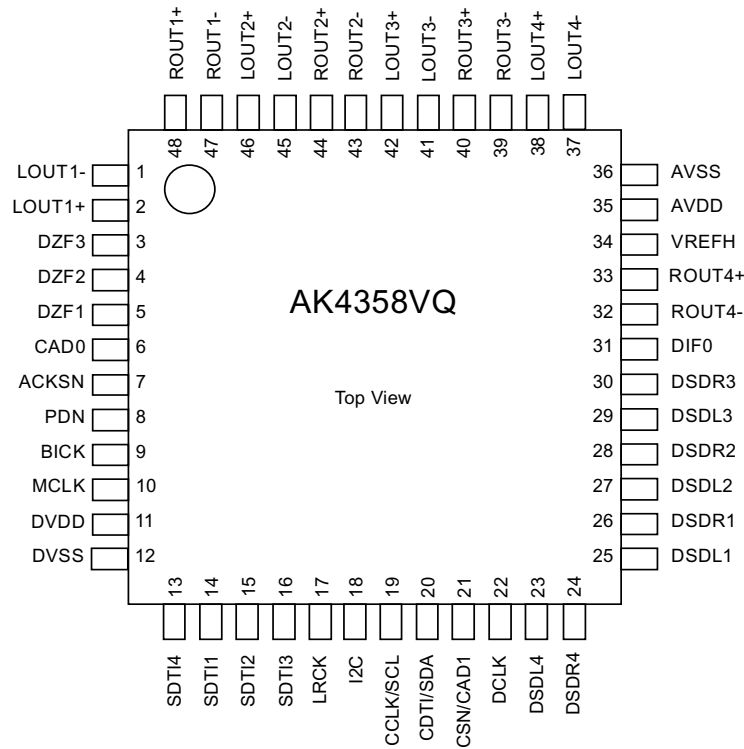 ROUT1+
ROUT1-
LOUT2+
LOUT2-
ROUT2+
ROUT2-
LOUT3+
LOUT3-
ROUT3+
ROUT3-
LOUT4+
LOUT4-
48
47
46
45
44
43
42
41
40
39
38
37
LOUT1- 1
LOUT1+ 2
DZF3 3
DZF2 4
DZF1 5
CAD0 6
ACKSN 7
PDN 8
BICK 9
MCLK 10
DVDD 11
DVSS 12
AK4358VQ
Top View
36 AVSS
35 AVDD
34 VREFH
33 ROUT4+
32 ROUT4-
31 DIF0
30 DSDR3
29 DSDL3
28 DSDR2
27 DSDL2
26 DSDR1
25 DSDL1
13
14
15
16
17
18
19
20
21
22
23
24
SDTI4
SDTI1
SDTI2
SDTI3
LRCK
I2C
CCLK/SCL
CDTI/SDA
CSN/CAD1
DCLK
DSDL4
DSDR4